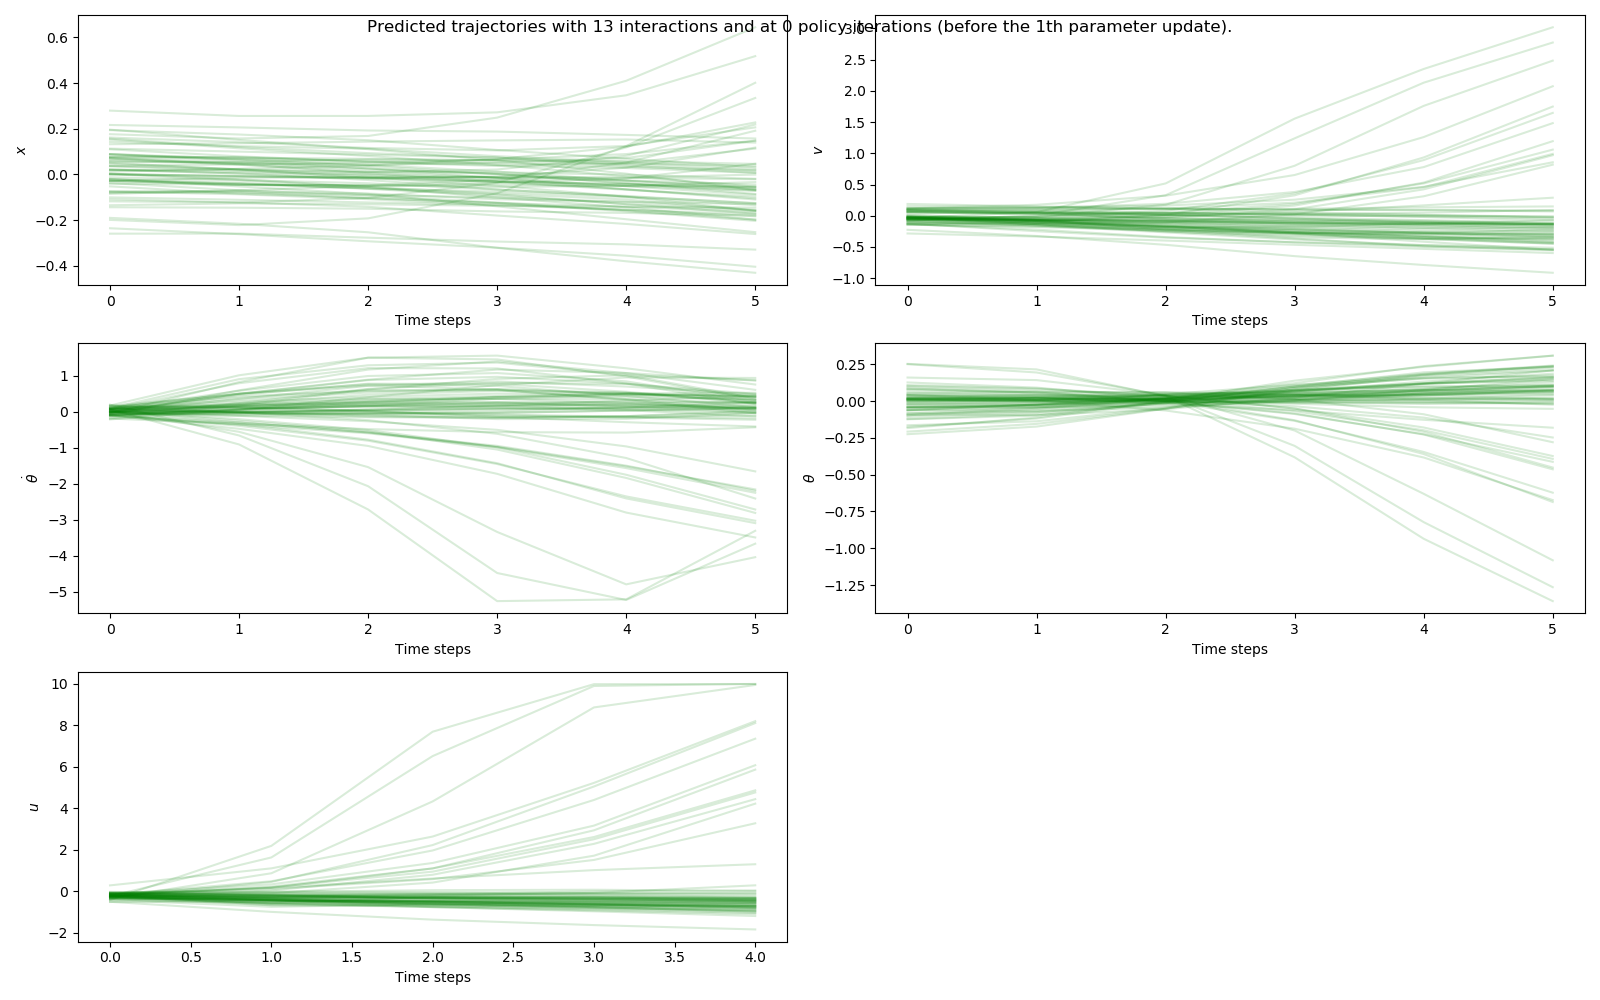 Predicted trajectories with 13 interactions and at 0 policy iterations (before the 1th parameter update).
0.6
0.4
0.2
0.0
−0.2
−0.4
x
0 1 2 3 4 5
Time steps
3.0
2.5
2.0
1.5
1.0
0.5
0.0
−0.5
−1.0
v
0 1 2 3 4 5
Time steps
1
0
−1
−2
−3
−4
−5
θ̇
0 1 2 3 4 5
Time steps
0.25
0.00
−0.25
−0.50
−0.75
−1.00
−1.25
θ
0 1 2 3 4 5
Time steps
10
8
6
4
2
0
−2
u
0.0 0.5 1.0 1.5 2.0 2.5 3.0 3.5 4.0
Time steps